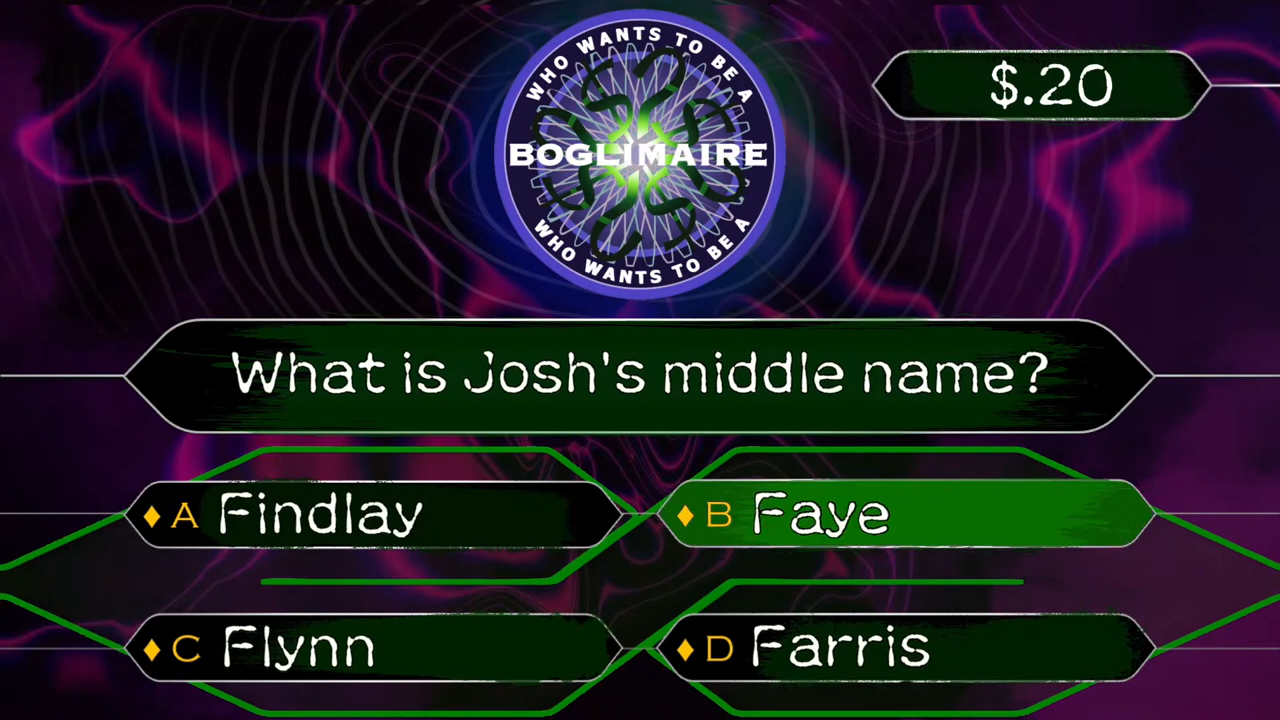 WHO WANTS TO BE A
BOGLIMAIRE
WHO WANTS TO BE A
$.20
What is Josh's middle name?
A Findlay
B Faye
C Flynn
D Farris